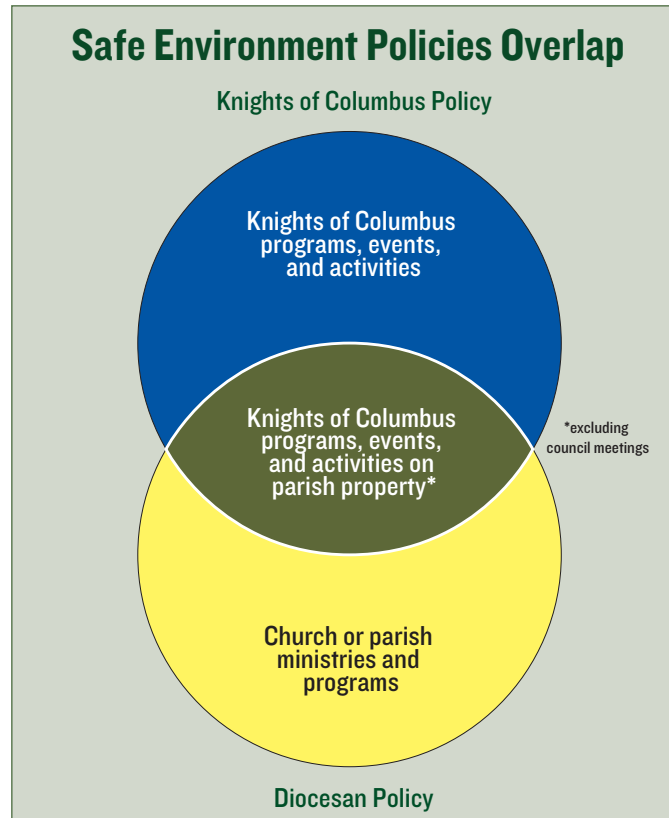 Safe Environment Policies Overlap
Knights of Columbus Policy
Knights of Columbus
programs, events,
and activities
Knights of Columbus
programs, events,
and activities on
parish property*
*excluding
council meetings
Church or parish
ministries and
programs
Diocesan Policy